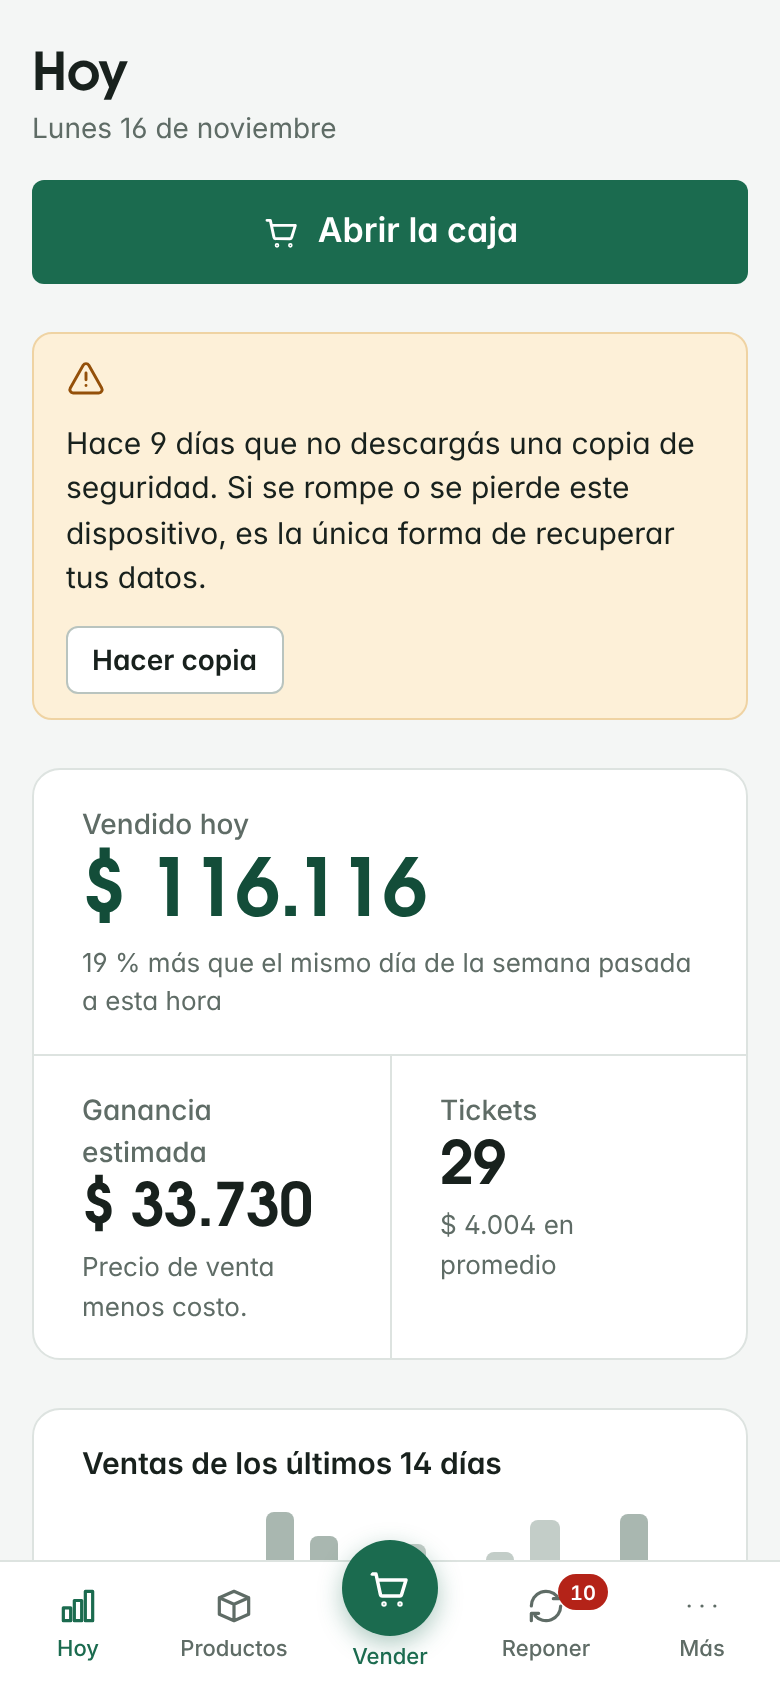 Hoy
Lunes 16 de noviembre
Abrir la caja
Hace 9 días que no descargás una copia de
seguridad. Si se rompe o se pierde este
dispositivo, es la única forma de recuperar
tus datos.
Hacer copia
Vendido hoy
$ 116.116
19 % más que el mismo día de la semana pasada
a esta hora
Ganancia
estimada
$ 33.730
Precio de venta
menos costo.
Tickets
29
$ 4.004 en
promedio
Ventas de los últimos 14 días
Hoy
Productos
Vender
10
Reponer
Más